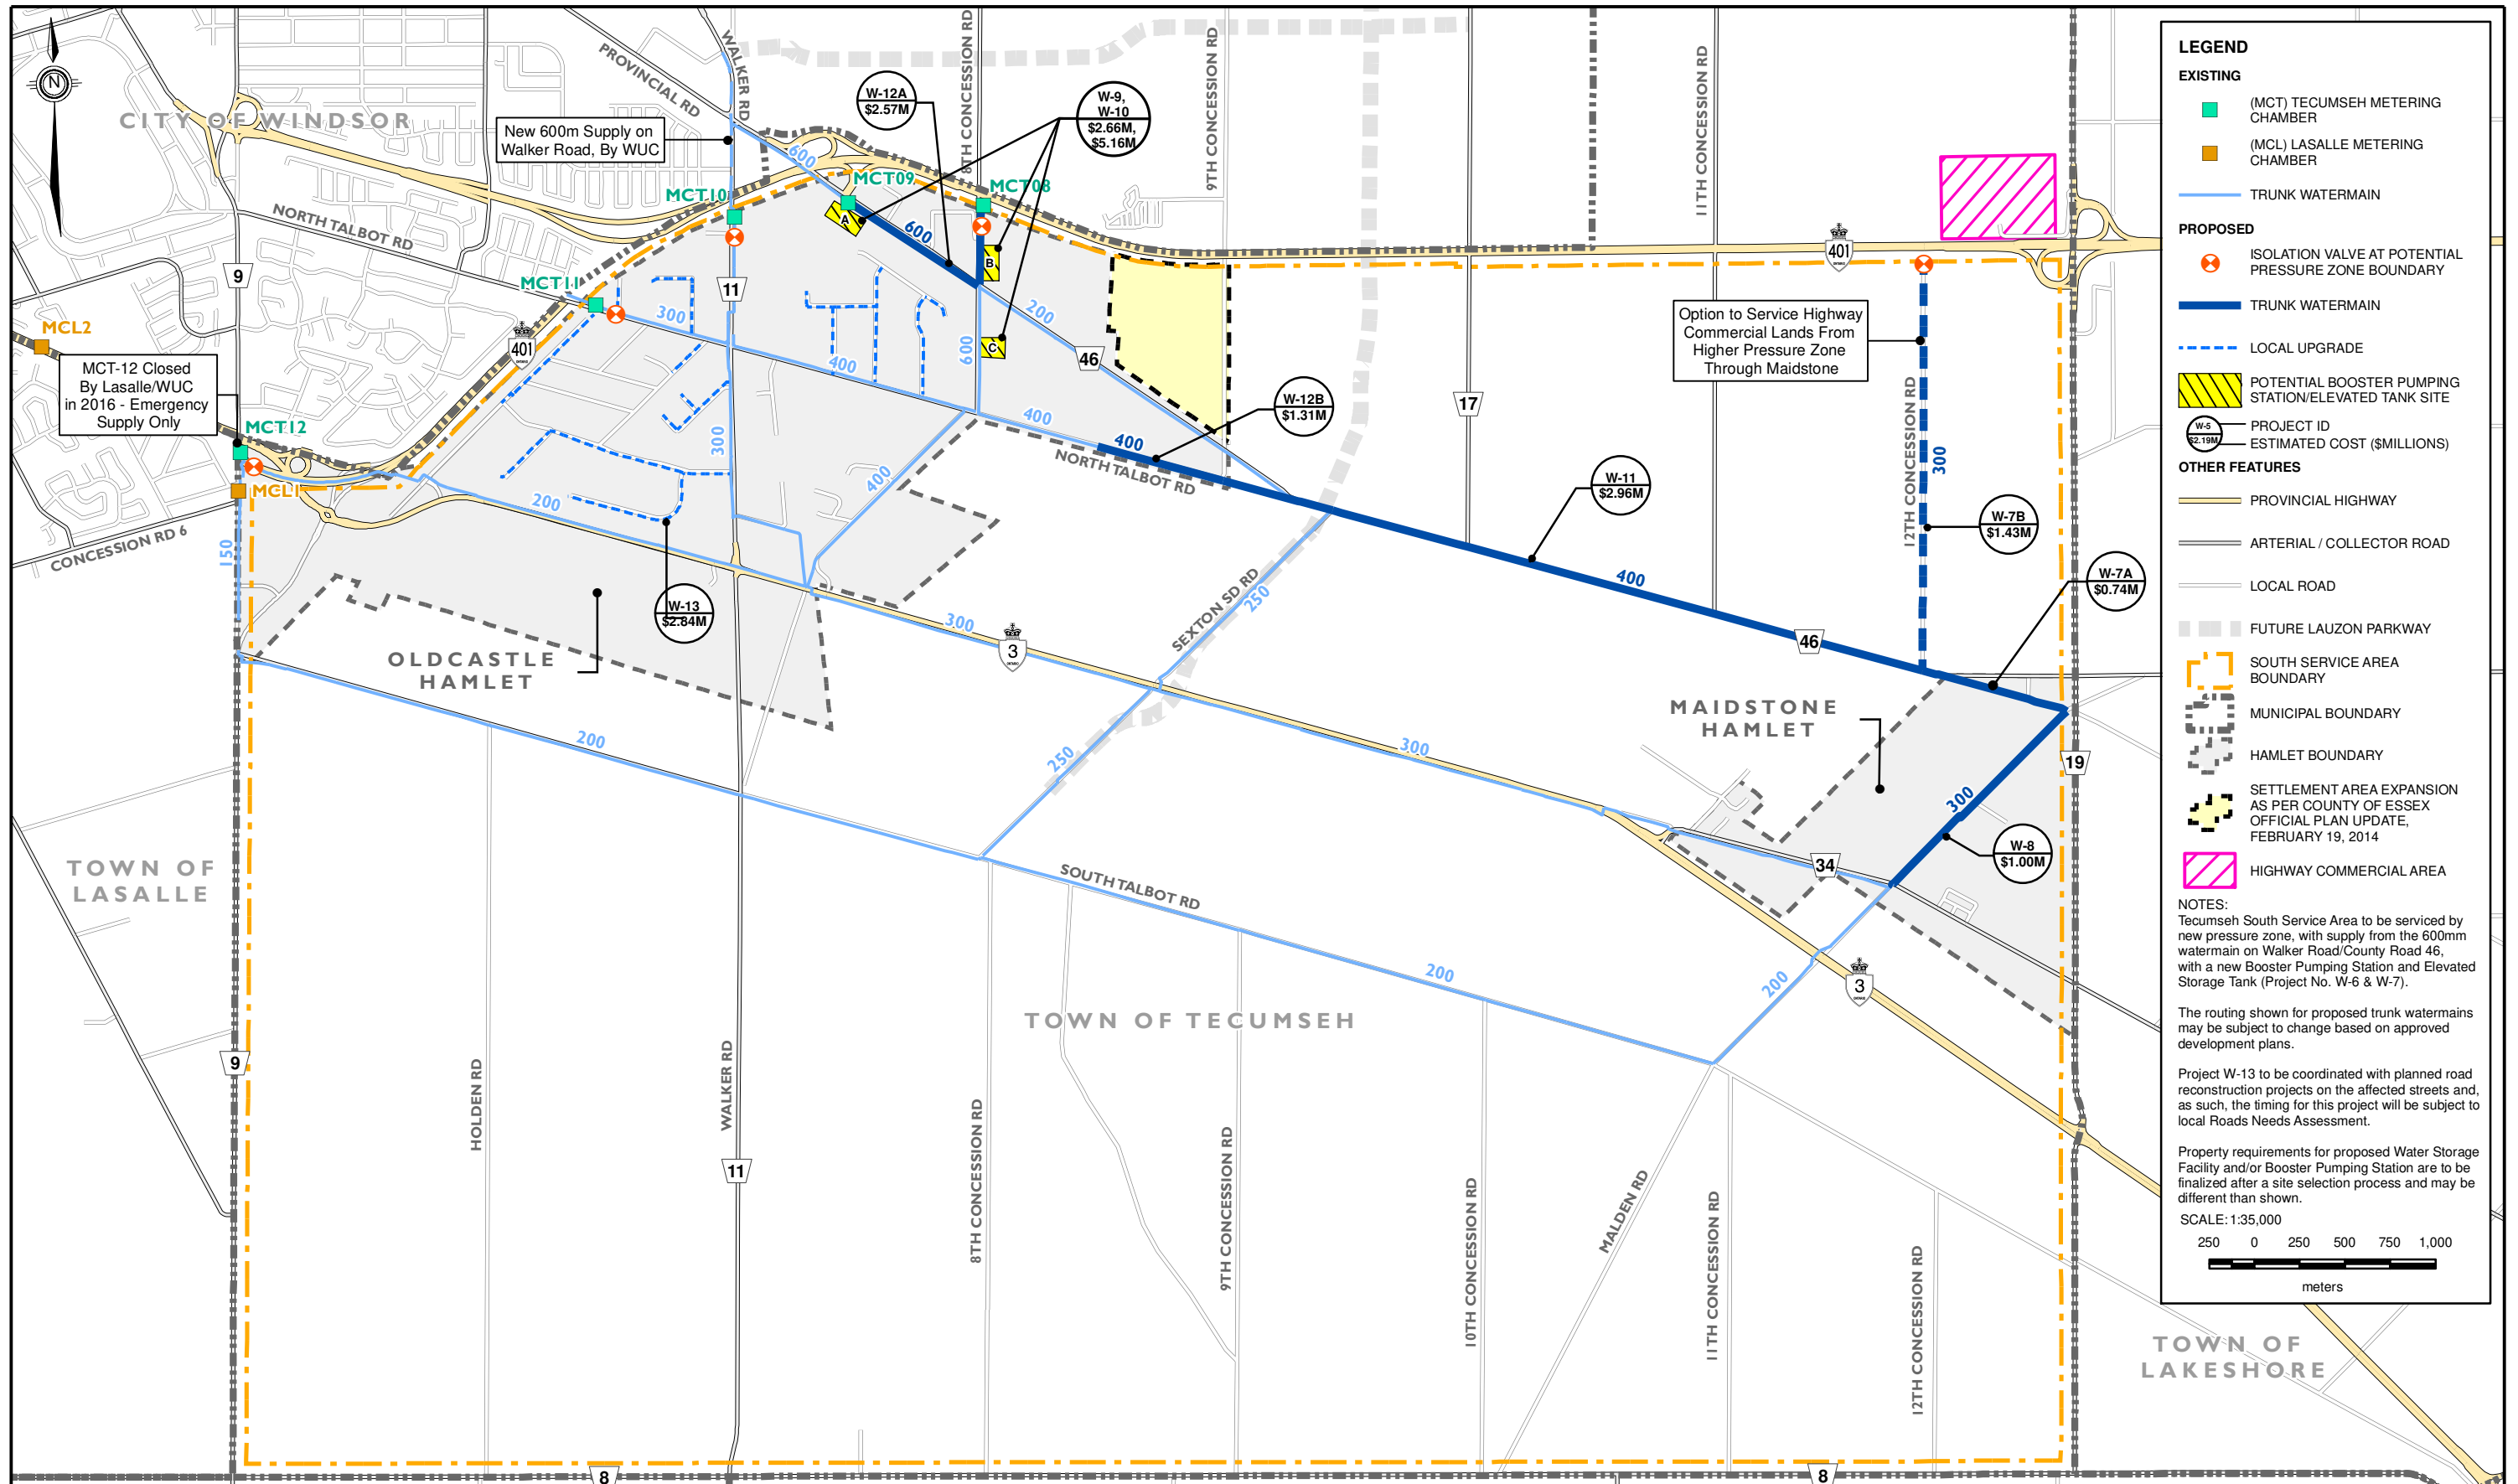 N
CITY OF WINDSOR
PROVINCIAL RD
WALKER RD
8TH CONCESSION RD
9TH CONCESSION RD
11TH CONCESSION RD
New 600m Supply on
Walker Road, By WUC
W-12A
$2.57M
W-9,
W-10
$2.66M,
$5.16M
600
MCT10
MCT09
MCT08
A
B
C
600
NORTH TALBOT RD
9
11
MCT11
300
400
600
200
46
401
ONTARIO
401
MCL2
MCT-12 Closed
By Lasalle/WUC
in 2016 - Emergency
Supply Only
MCT12
MCL1
CONCESSION RD 6
150
200
300
400
400
400
NORTH TALBOT RD
W-12B
$1.31M
17
Option to Service Highway
Commercial Lands From
Higher Pressure Zone
Through Maidstone
12TH CONCESSION RD
300
W-11
$2.96M
W-7B
$1.43M
W-7A
$0.74M
400
46
W-13
$2.84M
OLDCASTLE
HAMLET
300
3
ONTARIO
SEXTON SD RD
250
250
200
300
MAIDSTONE
HAMLET
19
300
34
W-8
$1.00M
TOWN OF
LASALLE
SOUTH TALBOT RD
200
200
3
ONTARIO
TOWN OF TECUMSEH
9
HOLDEN RD
WALKER RD
11
8TH CONCESSION RD
9TH CONCESSION RD
10TH CONCESSION RD
MALDEN RD
11TH CONCESSION RD
12TH CONCESSION RD
8
8
TOWN OF
LAKESHORE
LEGEND
EXISTING
(MCT) TECUMSEH METERING
CHAMBER
(MCL) LASALLE METERING
CHAMBER
TRUNK WATERMAIN
PROPOSED
ISOLATION VALVE AT POTENTIAL
PRESSURE ZONE BOUNDARY
TRUNK WATERMAIN
LOCAL UPGRADE
POTENTIAL BOOSTER PUMPING
STATION/ELEVATED TANK SITE
W-5
$2.19M
PROJECT ID
ESTIMATED COST ($MILLIONS)
OTHER FEATURES
PROVINCIAL HIGHWAY
ARTERIAL / COLLECTOR ROAD
LOCAL ROAD
FUTURE LAUZON PARKWAY
SOUTH SERVICE AREA
BOUNDARY
MUNICIPAL BOUNDARY
HAMLET BOUNDARY
SETTLEMENT AREA EXPANSION
AS PER COUNTY OF ESSEX
OFFICIAL PLAN UPDATE,
FEBRUARY 19, 2014
HIGHWAY COMMERCIAL AREA
NOTES:
Tecumseh South Service Area to be serviced by
new pressure zone, with supply from the 600mm
watermain on Walker Road/County Road 46,
with a new Booster Pumping Station and Elevated
Storage Tank (Project No. W-6 & W-7).
The routing shown for proposed trunk watermains
may be subject to change based on approved
development plans.
Project W-13 to be coordinated with planned road
reconstruction projects on the affected streets and,
as such, the timing for this project will be subject to
local Roads Needs Assessment.
Property requirements for proposed Water Storage
Facility and/or Booster Pumping Station are to be
finalized after a site selection process and may be
different than shown.
SCALE: 1:35,000
250 0 250 500 750 1,000
meters